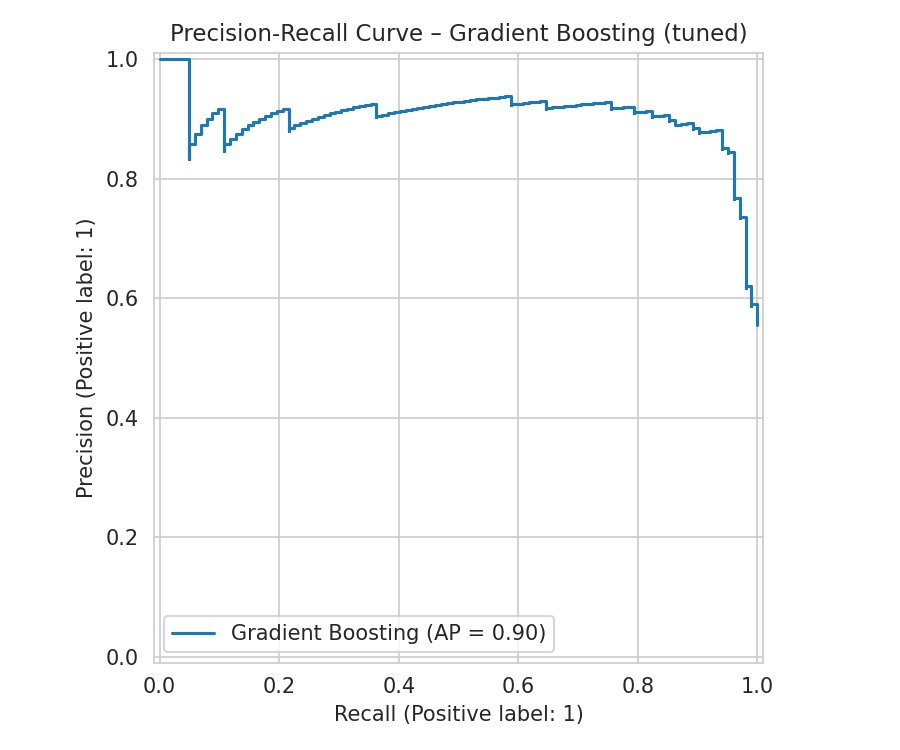 Precision-Recall Curve – Gradient Boosting (tuned)
Precision (Positive label: 1)
1.0
0.8
0.6
0.4
0.2
0.0
Gradient Boosting (AP = 0.90)
0.0 0.2 0.4 0.6 0.8 1.0
Recall (Positive label: 1)